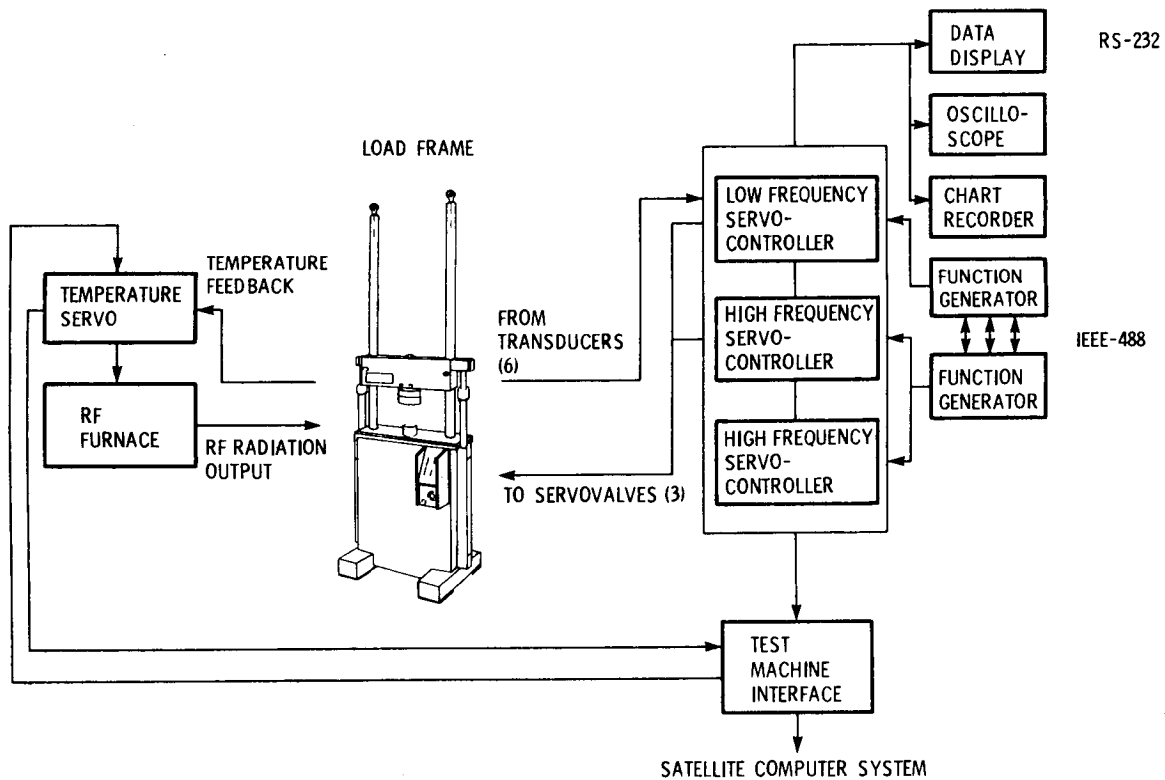 DATA
DISPLAY
RS-232
OSCILLO-
SCOPE
CHART
RECORDER
LOAD FRAME
LOW FREQUENCY
SERVO-
CONTROLLER
TEMPERATURE
FEEDBACK
TEMPERATURE
SERVO
FUNCTION
GENERATOR
FROM
TRANSDUCERS
(6)
HIGH FREQUENCY
SERVO-
CONTROLLER
IEEE-488
FUNCTION
GENERATOR
RF
FURNACE
RF RADIATION
OUTPUT
HIGH FREQUENCY
SERVO-
CONTROLLER
TO SERVOVALVES (3)
TEST
MACHINE
INTERFACE
SATELLITE COMPUTER SYSTEM